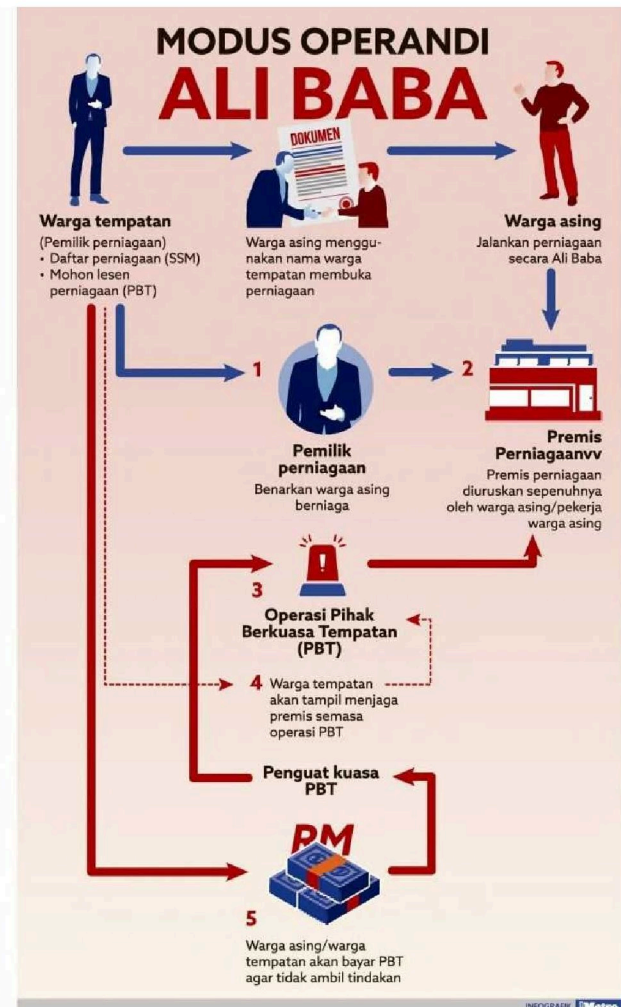 MODUS OPERANDI
ALI BABA
DOKUMEN
Warga tempatan
(Pemilik perniagaan)
• Daftar perniagaan (SSM)
• Mohon lesen
perniagaan (PBT)
Warga asing menggu-
nakan nama warga
tempatan membuka
perniagaan
Warga asing
Jalankan perniagaan
secara Ali Baba
1
Pemilik
perniagaan
Benarkan warga asing
berniaga
2
Premis
Perniagaanvv
Premis perniagaan
diuruskan sepenuhnya
oleh warga asing/pekerja
warga asing
3
Operasi Pihak
Berkuasa Tempatan
(PBT)
4 Warga tempatan
akan tampil menjaga
premis semasa
operasi PBT
Penguat kuasa
PBT
RM
5
Warga asing/warga
tempatan akan bayar PBT
agar tidak ambil tindakan
INFOGRAFIK Metro